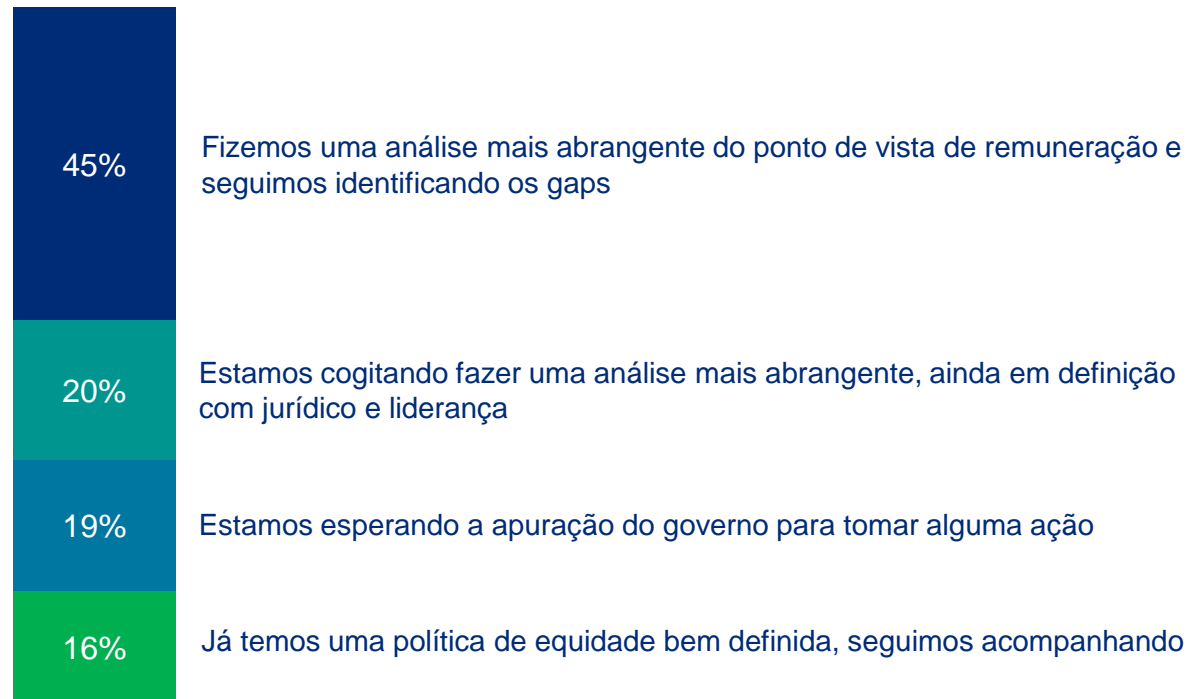 45%
Fizemos uma análise mais abrangente do ponto de vista de remuneração e
seguimos identificando os gaps
20%
Estamos cogitando fazer uma análise mais abrangente, ainda em definição
com jurídico e liderança
19%
Estamos esperando a apuração do governo para tomar alguma ação
16%
Já temos uma política de equidade bem definida, seguimos acompanhando